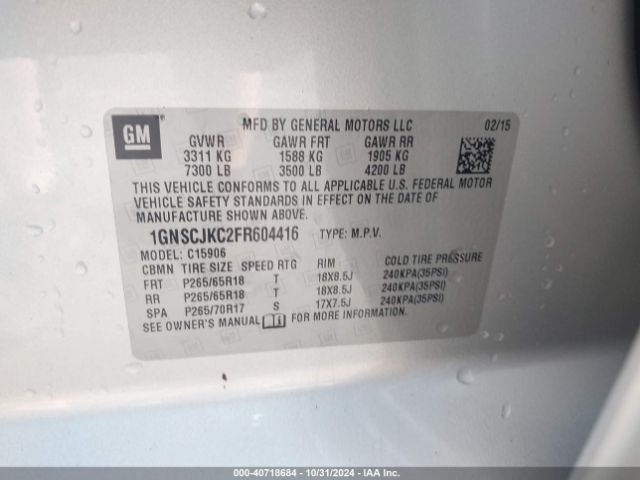 GM
MFD BY GENERAL MOTORS LLC 02/15
GVWR GAWR FRT GAWR RR
3311 KG 1588 KG 1905 KG
7300 LB 3500 LB 4200 LB
THIS VEHICLE CONFORMS TO ALL APPLICABLE U.S. FEDERAL MOTOR
VEHICLE SAFETY STANDARDS IN EFFECT ON THE DATE OF
MANUFACTURE SHOWN ABOVE.
1GNSCJKC2FR604416 TYPE: M.P.V.
MODEL: C15906
CBMN TIRE SIZE SPEED RTG RIM COLD TIRE PRESSURE
FRT P265/65R18 T 18X8.5J 240KPA(35PSI)
RR P265/65R18 T 18X8.5J 240KPA(35PSI)
SPA P265/70R17 S 17X7.5J 240KPA(35PSI)
SEE OWNER'S MANUAL FOR MORE INFORMATION.
000-40718684 | 10/31/2024 - IAA Inc.